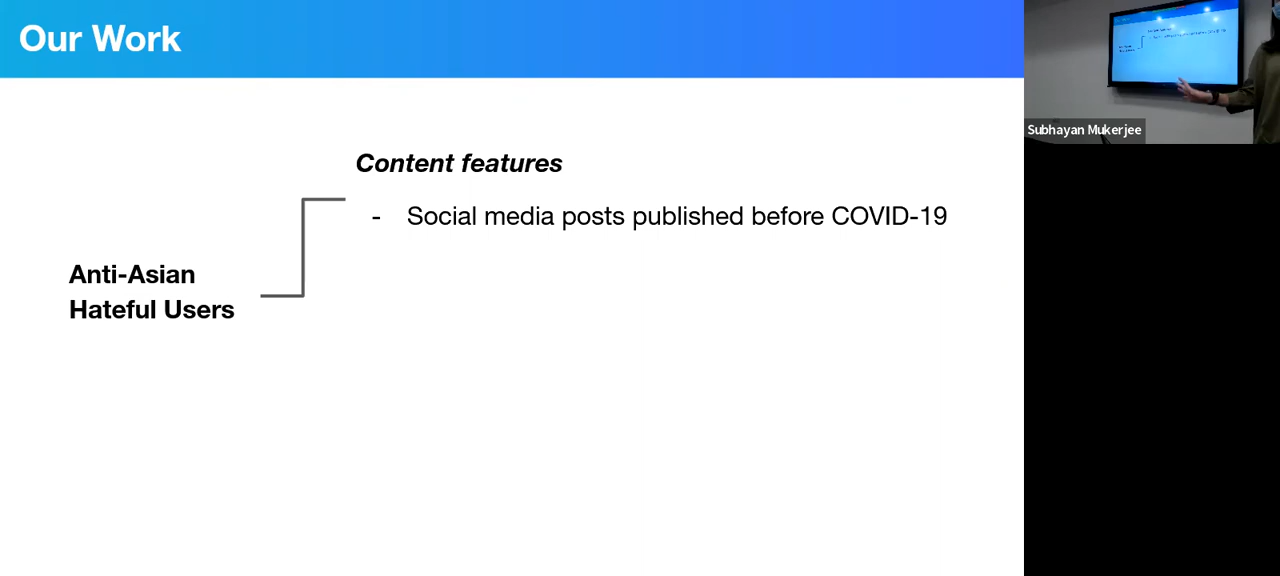 Our Work
Content features
- Social media posts published before COVID-19
Anti-Asian
Hateful Users
Subhayan Mukerjee